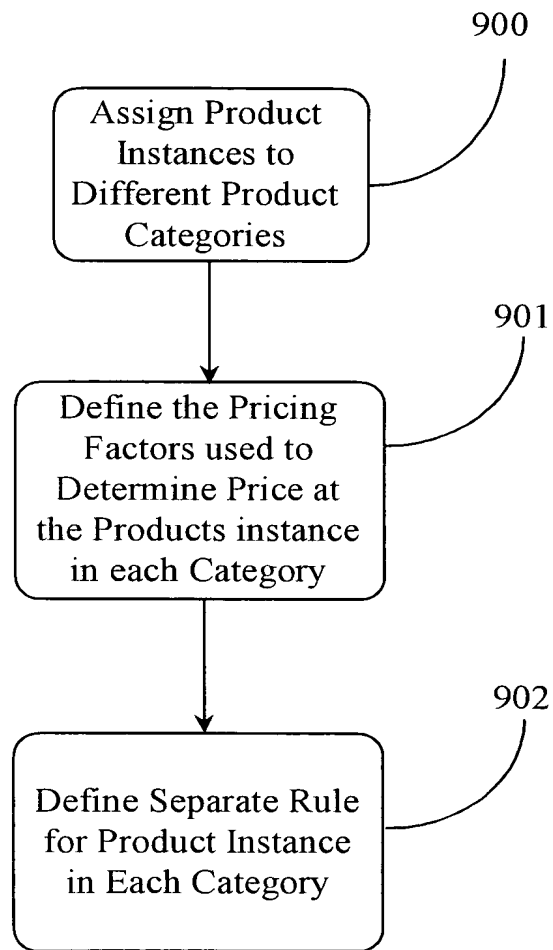 900
Assign Product
Instances to
Different Product
Categories
901
Define the Pricing
Factors used to
Determine Price at
the Products instance
in each Category
902
Define Separate Rule
for Product Instance
in Each Category